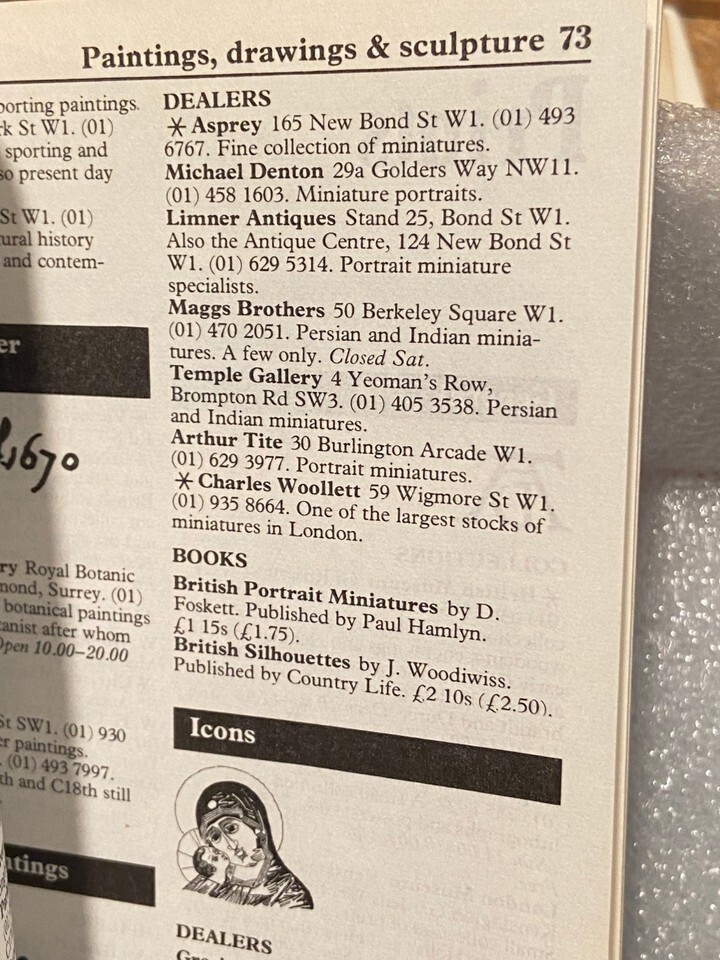 Paintings, drawings & sculpture 73
porting paintings.
k St W1. (01)
sporting and
so present day
St W1. (01)
ural history
and contem-
er
1670
ry Royal Botanic
mond, Surrey. (01)
botanical paintings
anist after whom
Open 10.00–20.00
St SW1. (01) 930
er paintings.
. (01) 493 7997.
th and C18th still
ntings
DEALERS
✶ Asprey 165 New Bond St W1. (01) 493
6767. Fine collection of miniatures.
Michael Denton 29a Golders Way NW11.
(01) 458 1603. Miniature portraits.
Limner Antiques Stand 25, Bond St W1.
Also the Antique Centre, 124 New Bond St
W1. (01) 629 5314. Portrait miniature
specialists.
Maggs Brothers 50 Berkeley Square W1.
(01) 470 2051. Persian and Indian minia-
tures. A few only. Closed Sat.
Temple Gallery 4 Yeoman's Row,
Brompton Rd SW3. (01) 405 3538. Persian
and Indian miniatures.
Arthur Tite 30 Burlington Arcade W1.
(01) 629 3977. Portrait miniatures.
✶ Charles Woollett 59 Wigmore St W1.
(01) 935 8664. One of the largest stocks of
miniatures in London.
BOOKS
British Portrait Miniatures by D.
Foskett. Published by Paul Hamlyn.
£1 15s (£1.75).
British Silhouettes by J. Woodiwiss.
Published by Country Life. £2 10s (£2.50).
Icons
DEALERS